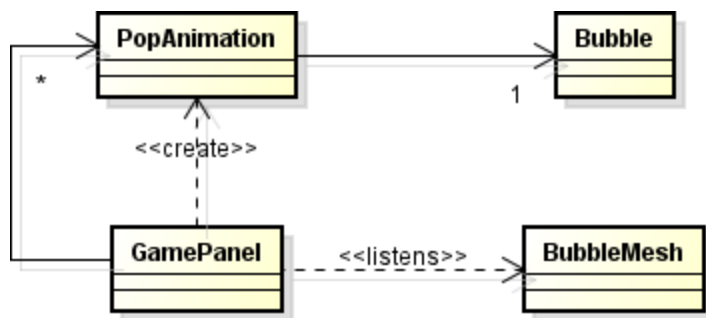 PopAnimation
Bubble
*
1
<<create>>
GamePanel
<<listens>>
BubbleMesh